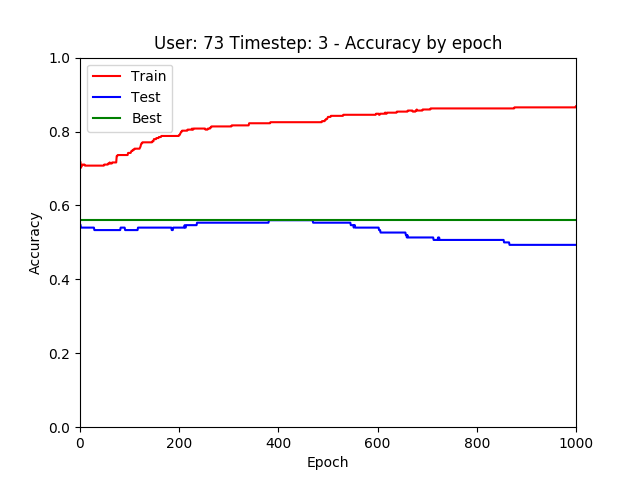 User: 73 Timestep: 3 - Accuracy by epoch
1.0
0.8
0.6
0.4
0.2
0.0
Accuracy
Train
Test
Best
0 200 400 600 800 1000
Epoch